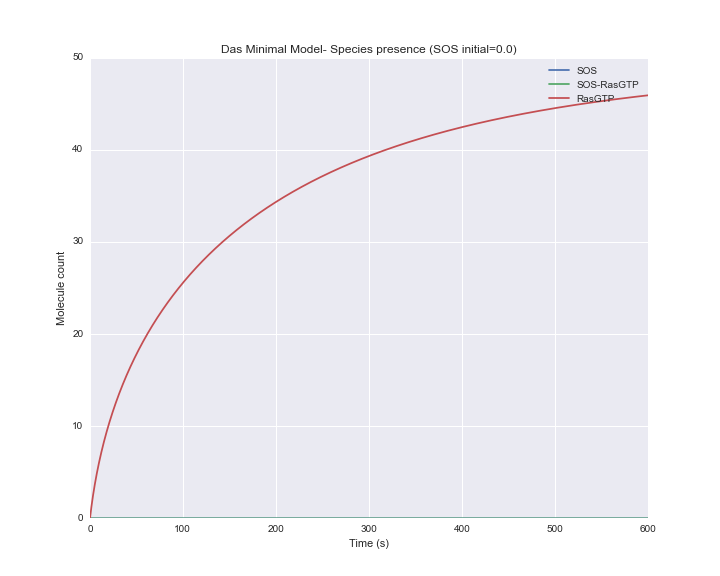 Das Minimal Model- Species presence (SOS initial=0.0)
50
SOS
SOS-RasGTP
RasGTP
40
30
Molecule count
20
10
0
0 100 200 300 400 500 600
Time (s)